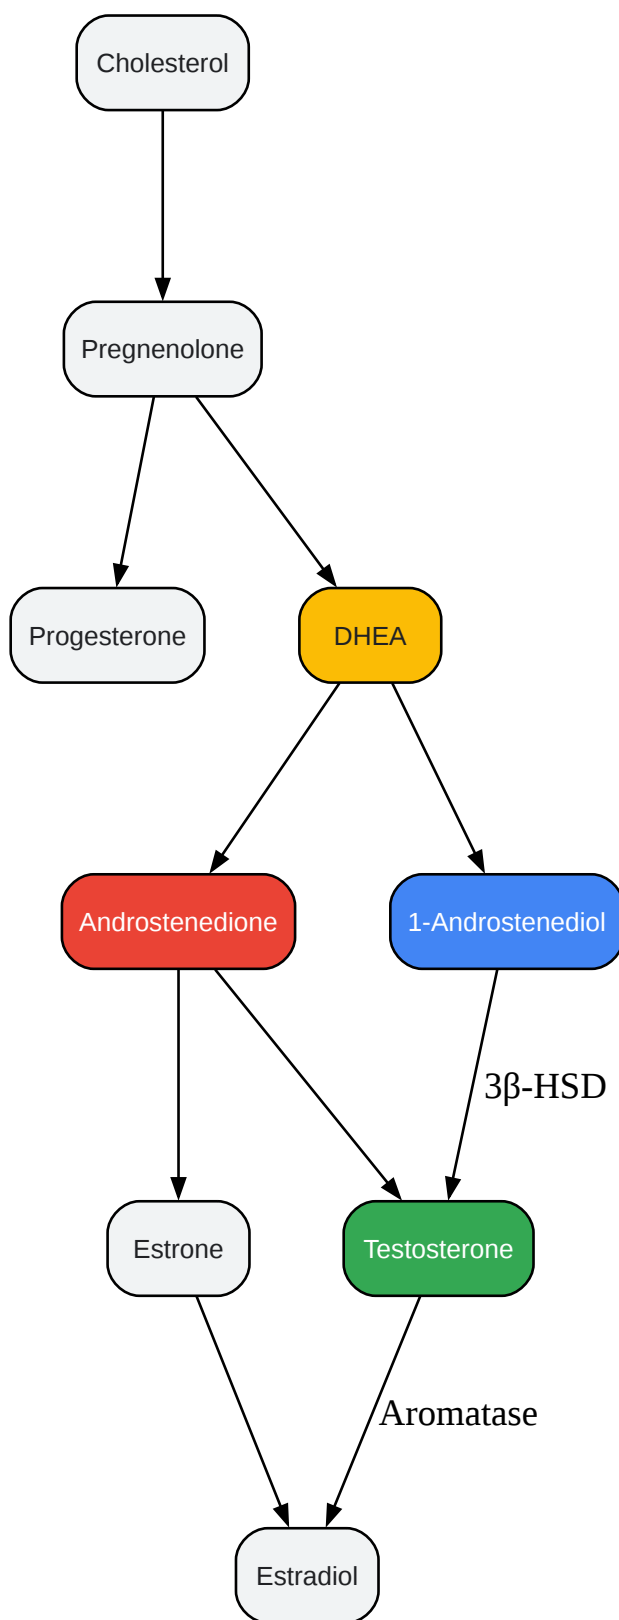 Cholesterol
Pregnenolone
Progesterone
DHEA
Androstenedione
1-Androstenediol
3β-HSD
Estrone
Testosterone
Aromatase
Estradiol